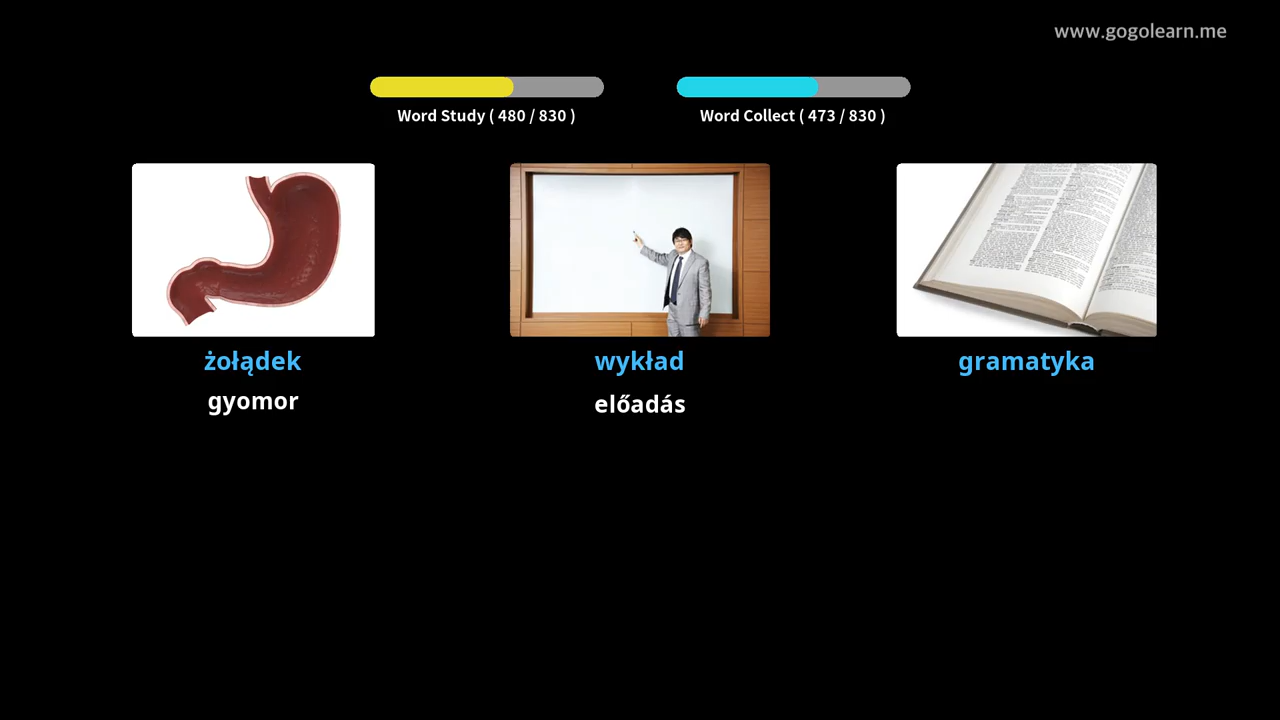 www.gogolearn.me
Word Study ( 480 / 830 )
Word Collect ( 473 / 830 )
żołądek
gyomor
wykład
előadás
gramatyka